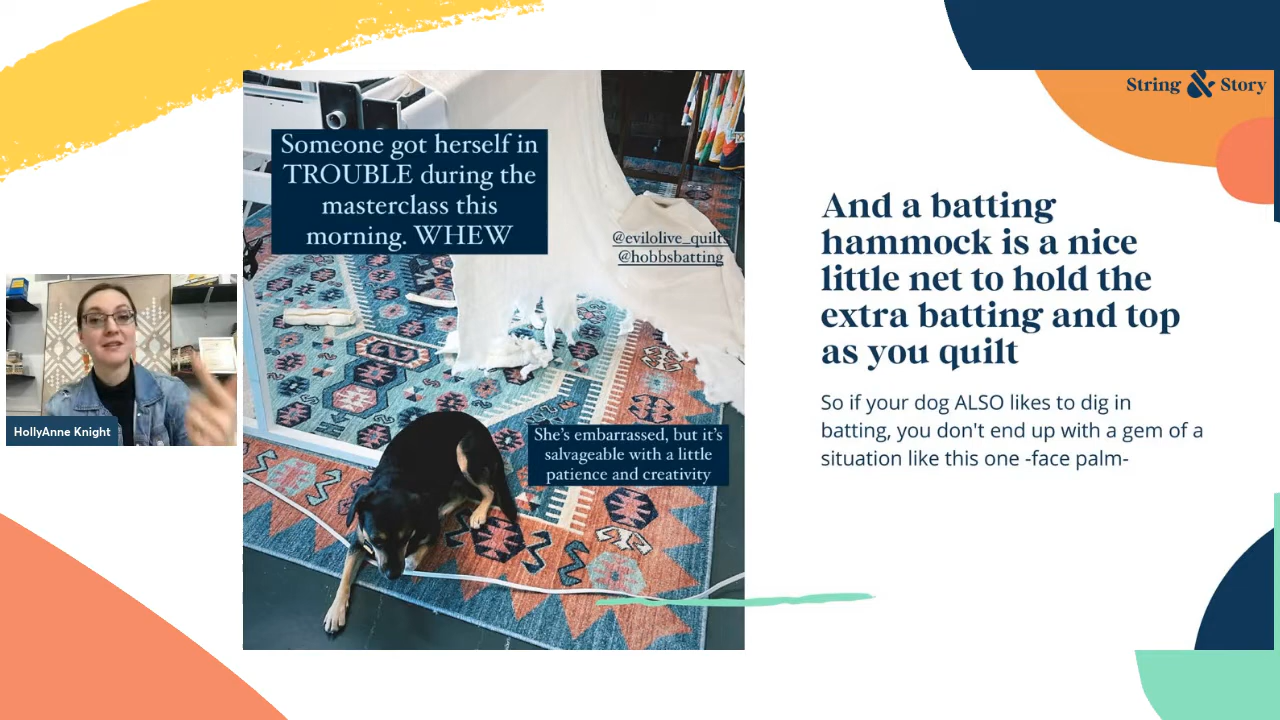 String & Story
Someone got herself in
TROUBLE during the
masterclass this
morning. WHEW
@evilolive_quilts
@hobbsbatting
And a batting
hammock is a nice
little net to hold the
extra batting and top
as you quilt
So if your dog ALSO likes to dig in
batting, you don't end up with a gem of a
situation like this one -face palm-
HollyAnne Knight
She's embarrassed, but it's
salvageable with a little
patience and creativity